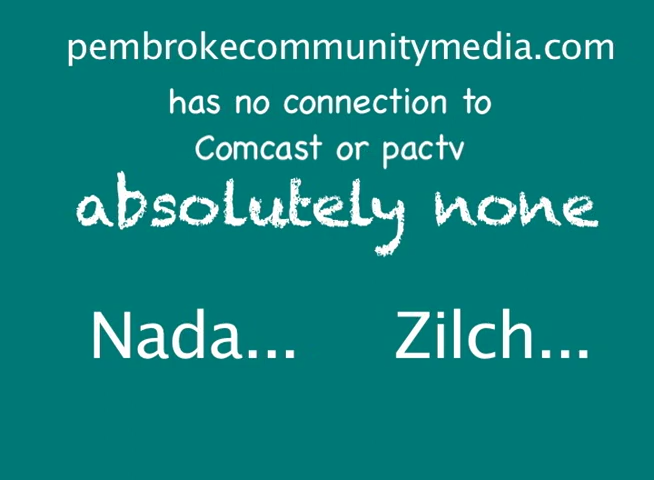 pembrokecommunitymedia.com
has no connection to
Comcast or pactv
absolutely none
Nada... Zilch...